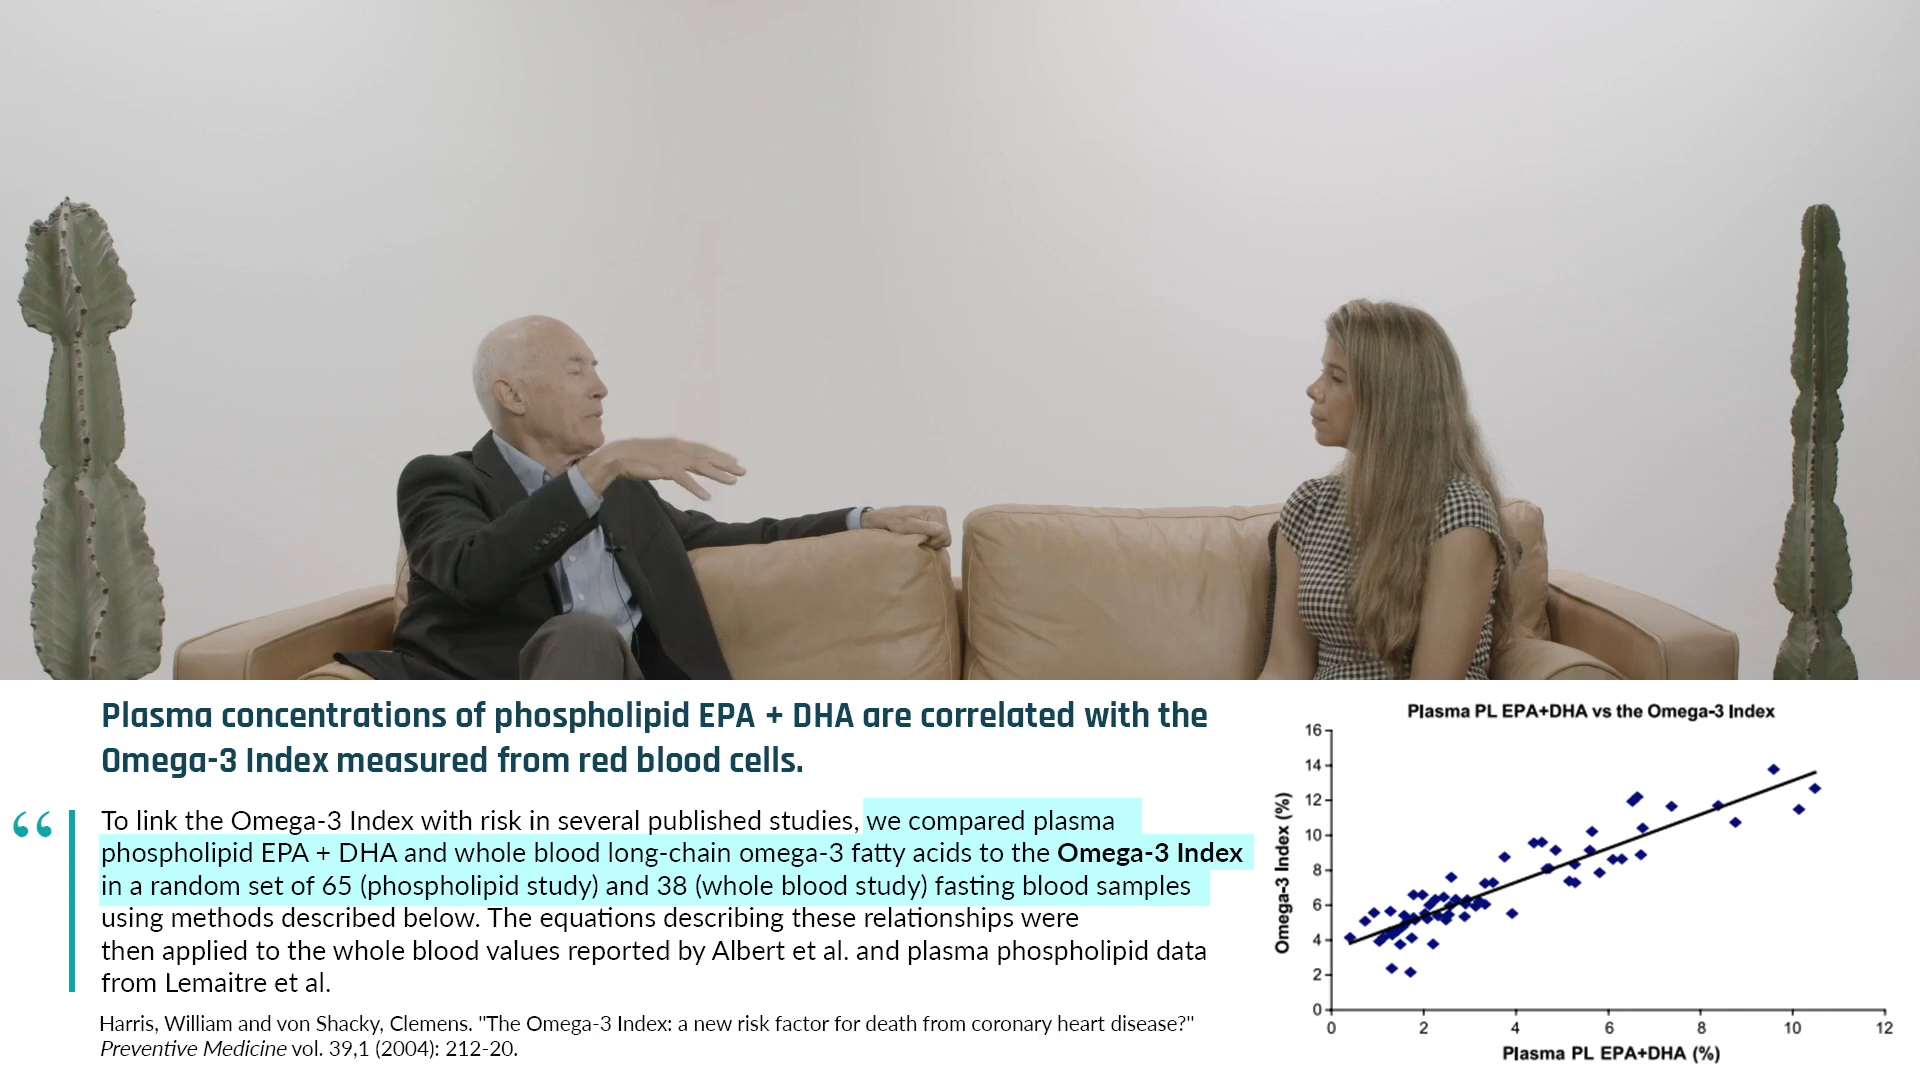 Plasma concentrations of phospholipid EPA + DHA are correlated with the
Omega-3 Index measured from red blood cells.
“
To link the Omega-3 Index with risk in several published studies, we compared plasma
phospholipid EPA + DHA and whole blood long-chain omega-3 fatty acids to the Omega-3 Index
in a random set of 65 (phospholipid study) and 38 (whole blood study) fasting blood samples
using methods described below. The equations describing these relationships were
then applied to the whole blood values reported by Albert et al. and plasma phospholipid data
from Lemaitre et al.
Harris, William and von Shacky, Clemens. "The Omega-3 Index: a new risk factor for death from coronary heart disease?"
Preventive Medicine vol. 39,1 (2004): 212-20.
Plasma PL EPA+DHA vs the Omega-3 Index
Omega-3 Index (%)
16
14
12
10
8
6
4
2
0
0 2 4 6 8 10 12
Plasma PL EPA+DHA (%)